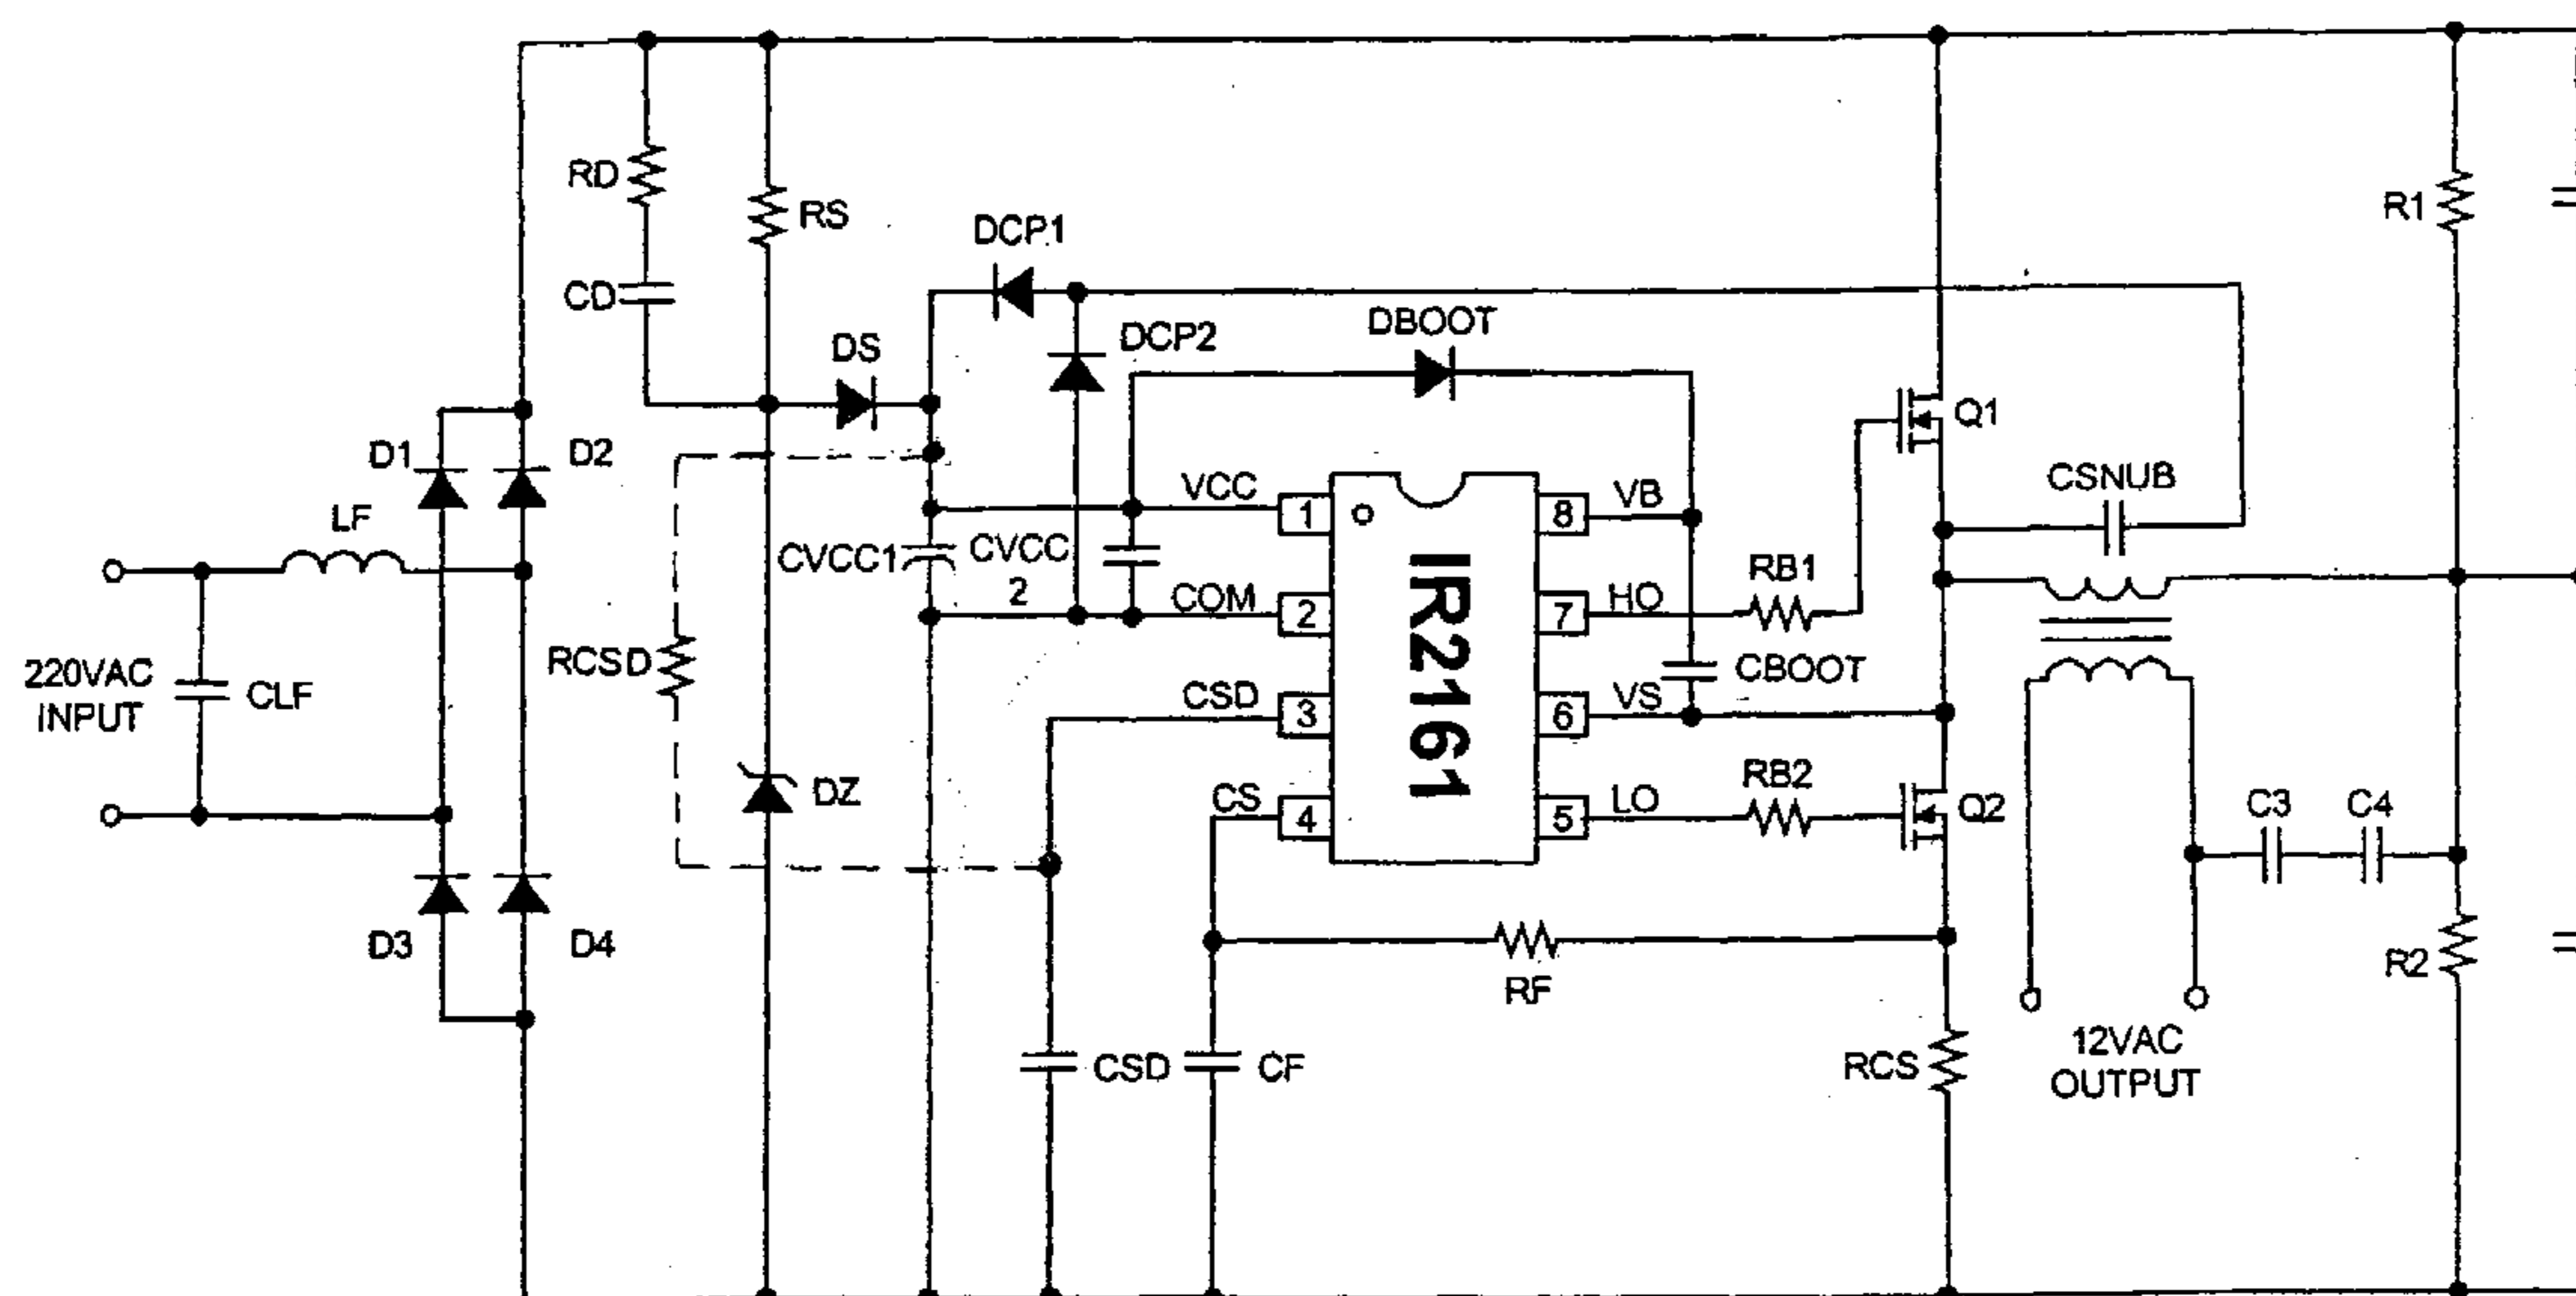 RD
RS
R1
DCP1
CD
DBOOT
DCP2
DS
Q1
D1
D2
VCC
1
8
VB
CSNUB
LF
CVCC1
CVCC
2
RB1
COM
2
7
HO
IR2161
220VAC
INPUT
CLF
RCSD
CBOOT
CSD
3
6
VS
DZ
RB2
CS
4
5
LO
Q2
C3
C4
D3
D4
RF
R2
CSD
CF
RCS
12VAC
OUTPUT